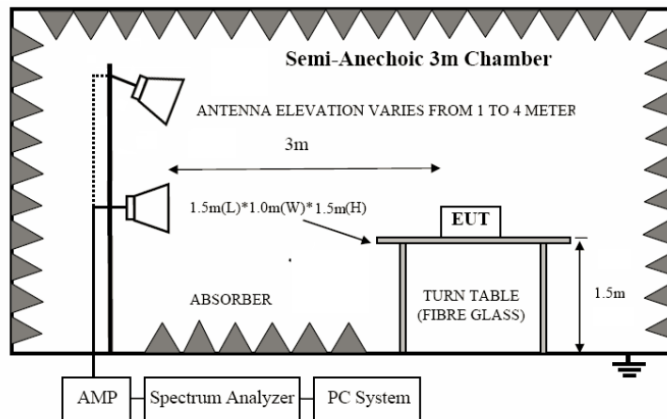 Semi-Anechoic 3m Chamber
ANTENNA ELEVATION VARIES FROM 1 TO 4 METER
3m
1.5m(L)*1.0m(W)*1.5m(H)
EUT
ABSORBER
TURN TABLE
(FIBRE GLASS)
1.5m
AMP
Spectrum Analyzer
PC System